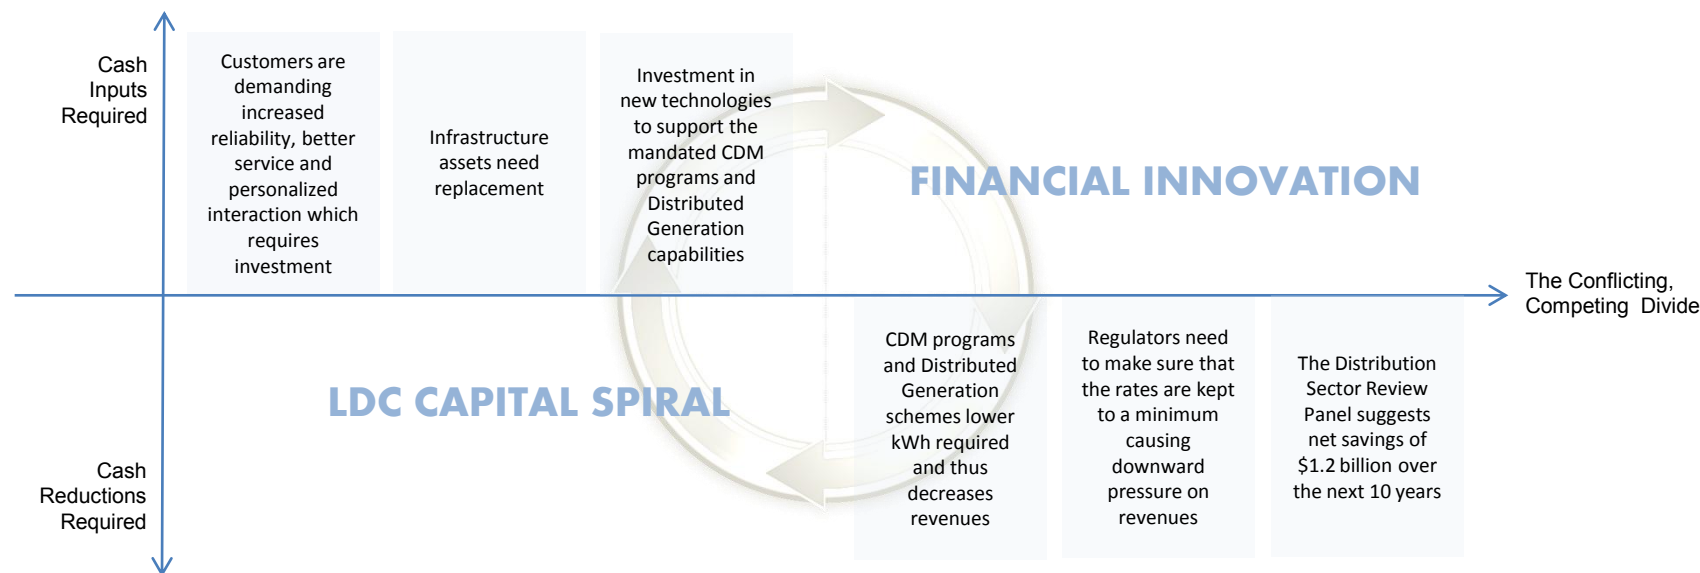 Cash
Inputs
Required
Customers are
demanding
increased
reliability, better
service and
personalized
interaction which
requires
investment
Infrastructure
assets need
replacement
Investment in
new technologies
to support the
mandated CDM
programs and
Distributed
Generation
capabilities
FINANCIAL INNOVATION
The Conflicting,
Competing Divide
LDC CAPITAL SPIRAL
CDM programs
and Distributed
Generation
schemes lower
kWh required
and thus
decreases
revenues
Regulators need
to make sure that
the rates are kept
to a minimum
causing
downward
pressure on
revenues
The Distribution
Sector Review
Panel suggests
net savings of
$1.2 billion over
the next 10 years
Cash
Reductions
Required